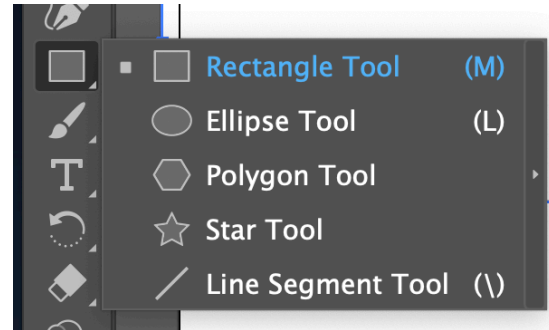 Rectangle Tool (M)
Ellipse Tool (L)
Polygon Tool
Star Tool
Line Segment Tool (\)